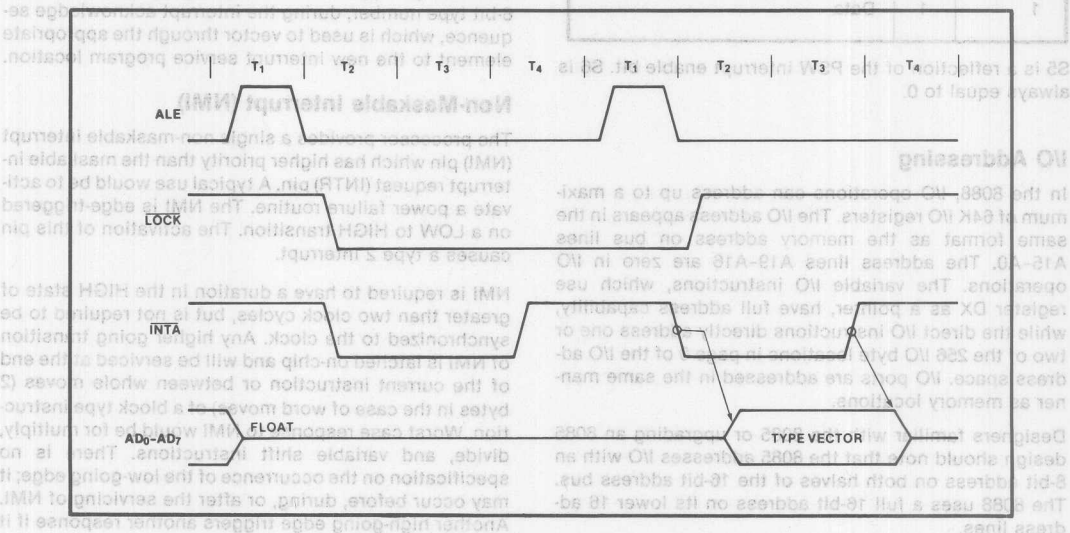 T1 T2 T3 T4 T1 T2 T3 T4
ALE
LOCK
INTA
FLOAT
AD0-AD7
TYPE VECTOR
1 1 Data
S5 is a reflection of the PSW interrupt enable bit. S6 is
always equal to 0.
I/O Addressing
In the 8088, I/O operations can address up to a maxi-
mum of 64K I/O registers. The I/O address appears in the
same format as the memory address on bus lines
A15-A0. The address lines A19-A16 are zero in I/O
operations. The variable I/O instructions, which use
register DX as a pointer, have full address capability,
while the direct I/O instructions directly address one or
two of the 256 I/O byte locations in page 0 of the I/O ad-
dress space. I/O ports are addressed in the same man-
ner as memory locations.
Designers familiar with the 8085 or upgrading an 8085
design should note that the 8085 addresses I/O with an
8-bit address on both halves of the 16-bit address bus.
The 8088 uses a full 16-bit address on its lower 16 ad-
dress lines.
8-bit type number, during the interrupt acknowledge se-
quence, which is used to vector through the appropriate
element to the new interrupt service program location.
Non-Maskable Interrupt (NMI)
The processor provides a single non-maskable interrupt
(NMI) pin which has higher priority than the maskable in-
terrupt request (INTR) pin. A typical use would be to acti-
vate a power failure routine. The NMI is edge-triggered
on a LOW to HIGH transition. The activation of this pin
causes a type 2 interrupt.
NMI is required to have a duration in the HIGH state of
greater than two clock cycles, but is not required to be
synchronized to the clock. Any higher going transition
of NMI is latched on-chip and will be serviced at the end
of the current instruction or between whole moves (2
bytes in the case of word moves) of a block type instruc-
tion. Worst case response to NMI would be for multiply,
divide, and variable shift instructions. There is no
specification on the occurrence of the low-going edge; it
may occur before, during, or after the servicing of NMI.
Another high-going edge triggers another response if it